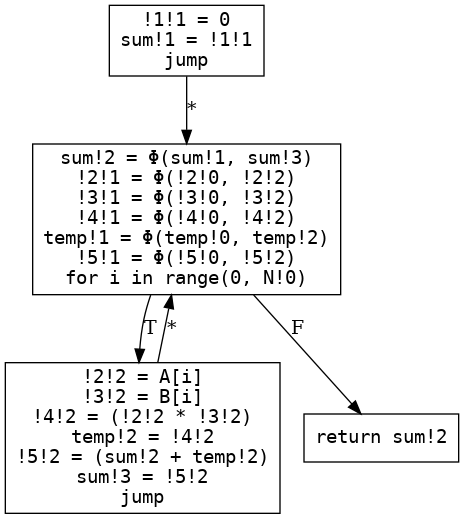 !1!1 = 0
sum!1 = !1!1
jump
*
sum!2 = Φ(sum!1, sum!3)
!2!1 = Φ(!2!0, !2!2)
!3!1 = Φ(!3!0, !3!2)
!4!1 = Φ(!4!0, !4!2)
temp!1 = Φ(temp!0, temp!2)
!5!1 = Φ(!5!0, !5!2)
for i in range(0, N!0)
T
*
F
!2!2 = A[i]
!3!2 = B[i]
!4!2 = (!2!2 * !3!2)
temp!2 = !4!2
!5!2 = (sum!2 + temp!2)
sum!3 = !5!2
jump
return sum!2